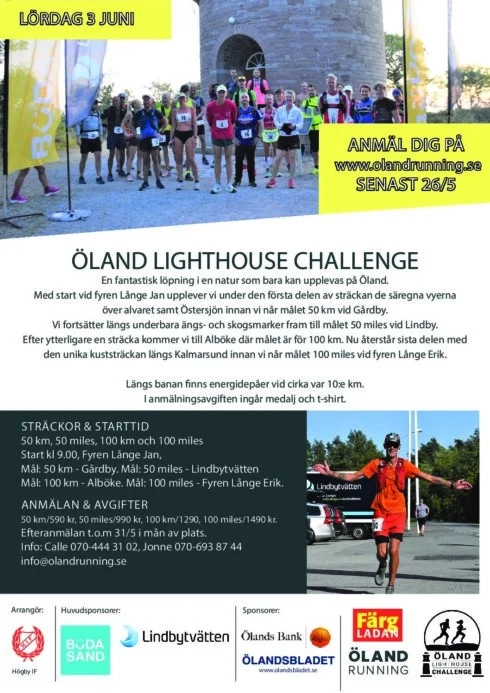 LÖRDAG 3 JUNI
ANMÄL DIG PÅ
www.olandrunning.se
SENAST 26/5
ÖLAND LIGHTHOUSE CHALLENGE
En fantastisk löpning i en natur som bara kan upplevas på Öland.
Med start vid fyren Långe Jan upplever vi under den första delen av sträckan de säregna vyerna
över alvaret samt Östersjön innan vi når målet 50 km vid Gårdby.
Vi fortsätter längs underbara ängs- och skogsmarker fram till målet 50 miles vid Lindby.
Efter ytterligare en sträcka kommer vi till Alböke där målet är för 100 km. Nu återstår sista delen med
den unika kuststräckan längs Kalmarsund innan vi når målet 100 miles vid fyren Långe Erik.
Längs banan finns energidepåer vid cirka var 10:e km.
I anmälningsavgiften ingår medalj och t-shirt.
STRÄCKOR & STARTTID
50 km, 50 miles, 100 km och 100 miles
Start kl 9.00, Fyren Långe Jan,
Mål: 50 km - Gårdby. Mål: 50 miles - Lindbytvätten
Mål: 100 km - Alböke. Mål: 100 miles - Fyren Långe Erik.
ANMÄLAN & AVGIFTER
50 km/590 kr, 50 miles/990 kr, 100 km/1290, 100 miles/1490 kr.
Efteranmälan t.o.m 31/5 i mån av plats.
Info: Calle 070-444 31 02, Jonne 070-693 87 44
info@olandrunning.se
Lindbytvätten
Arrangör:
Högby IF
Huvudsponsorer:
BÖDA
SAND
Lindbytvätten
Sponsorer:
Ölands Bank
ÖLANDSBLADET
Färg
LADAN
ÖLAND
RUNNING
ÖLAND
LIGHTHOUSE
CHALLENGE